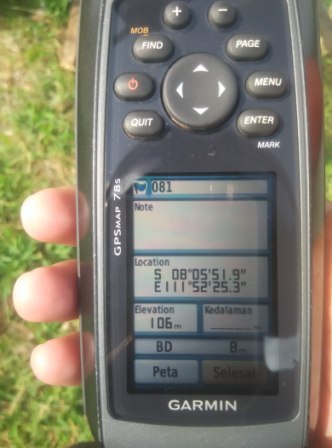 + −
MOB
FIND PAGE
MENU
QUIT ENTER
MARK
GPSMAP 78s
081
Note
Location
S 08°05'51.9"
E111°52'25.3"
Elevation Kedalaman
106m _____m
BD 8m
Peta Selesai
GARMIN